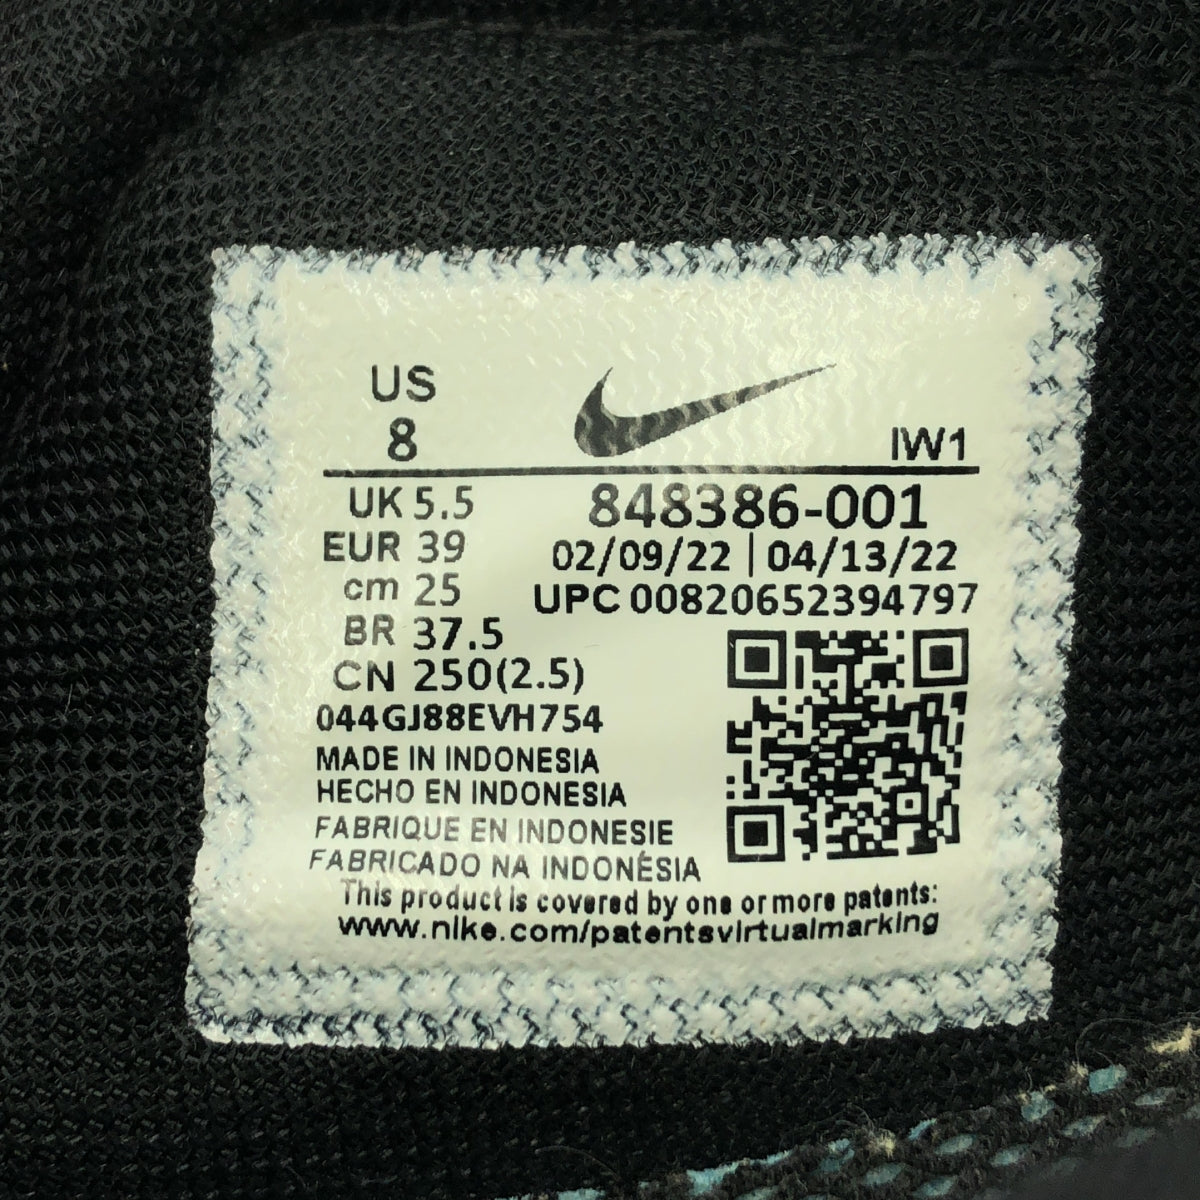 US
8
IW1
UK 5.5
848386-001
EUR 39
02/09/22 | 04/13/22
cm 25
UPC 00820652394797
BR 37.5
CN 250(2.5)
044GJ88EVH754
MADE IN INDONESIA
HECHO EN INDONESIA
FABRIQUE EN INDONESIE
FABRICADO NA INDONÉSIA
This product is covered by one or more patents:
www.nike.com/patentsvirtualmarking